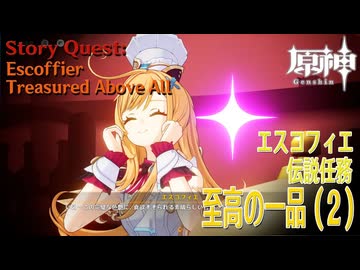 Story Quest:
Escoffier
Treasured Above All
原神
Genshin
エスコフィエ
伝説任務
至高の一品(2)
エスコフィエ